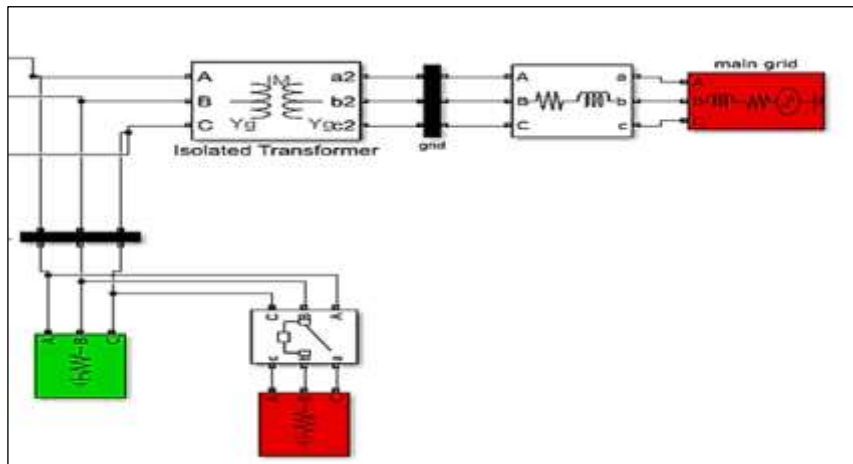 main grid
A a2 A a A
B b2 B b B
C Yg Yg c2 C c C
Isolated Transformer
grid
C B A
A B C
c a